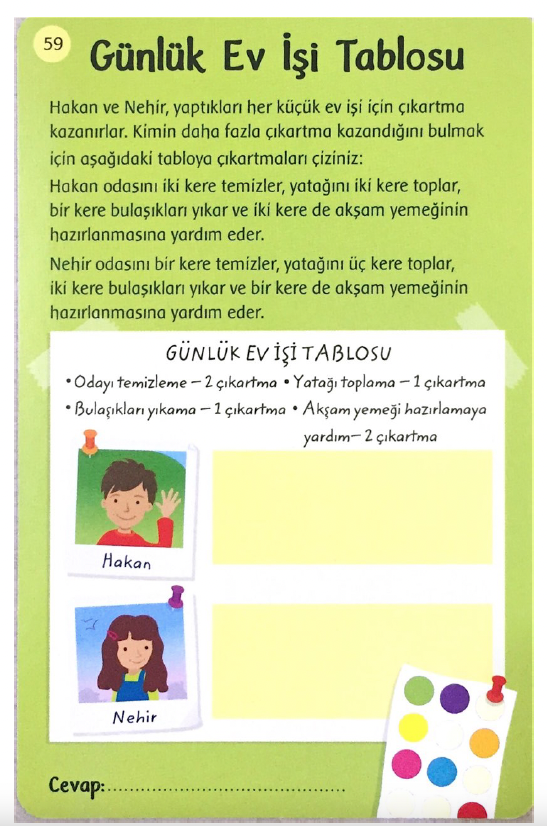 59
Günlük Ev İşi Tablosu
Hakan ve Nehir, yaptıkları her küçük ev işi için çıkartma
kazanırlar. Kimin daha fazla çıkartma kazandığını bulmak
için aşağıdaki tabloya çıkartmaları çiziniz:
Hakan odasını iki kere temizler, yatağını iki kere toplar,
bir kere bulaşıkları yıkar ve iki kere de akşam yemeğinin
hazırlanmasına yardım eder.
Nehir odasını bir kere temizler, yatağını üç kere toplar,
iki kere bulaşıkları yıkar ve bir kere de akşam yemeğinin
hazırlanmasına yardım eder.
GÜNLÜK EV İŞİ TABLOSU
• Odayı temizleme – 2 çıkartma • Yatağı toplama – 1 çıkartma
• Bulaşıkları yıkama – 1 çıkartma • Akşam yemeği hazırlamaya
yardım– 2 çıkartma
Hakan
Nehir
Cevap:..............................................